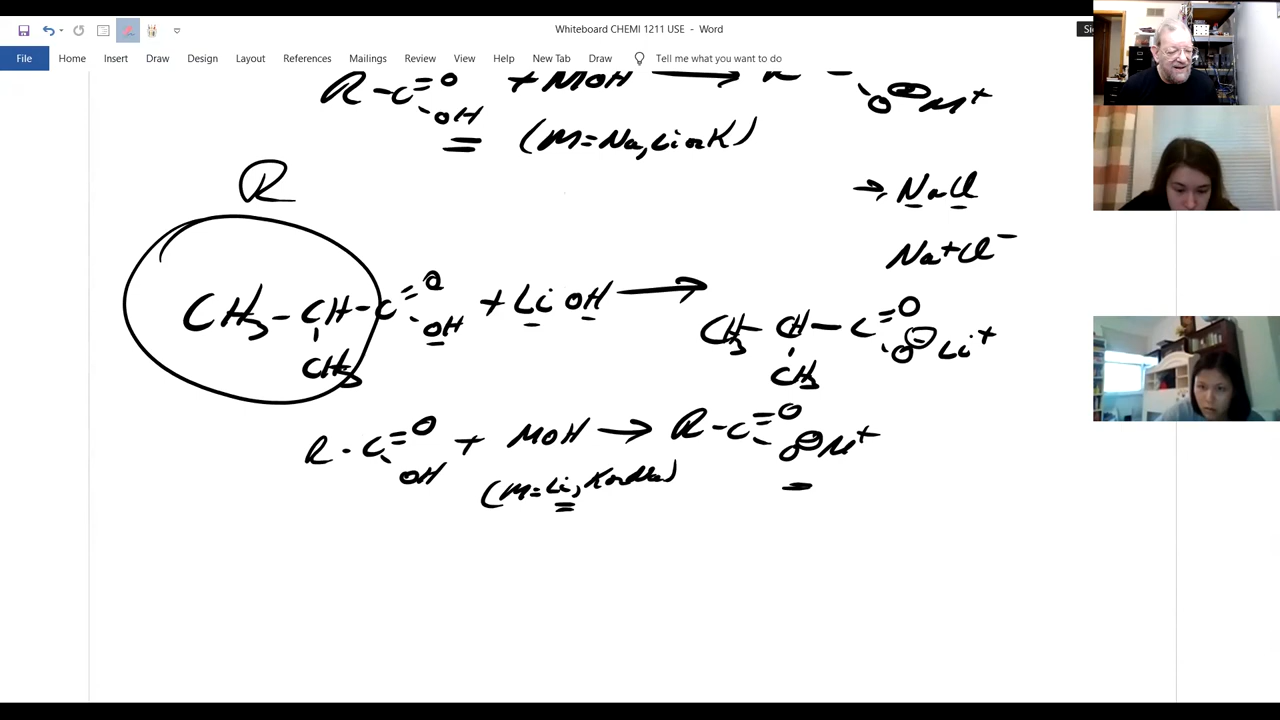 Whiteboard CHEMI 1211 USE - Word
Si
File Home Insert Draw Design Layout References Mailings Review View Help New Tab Draw Tell me what you want to do
R-C=O + MOH → R
OH O⊖M+
(M=Na, Li or K)
R
→ NaCl
Na+Cl−
CH3-CH-C=O + LiOH → CH3-CH-C=O
OH O⊖Li+
CH3 CH3
R-C=O + MOH → R-C=O
OH O⊖M+
(M=Li, K or Na)